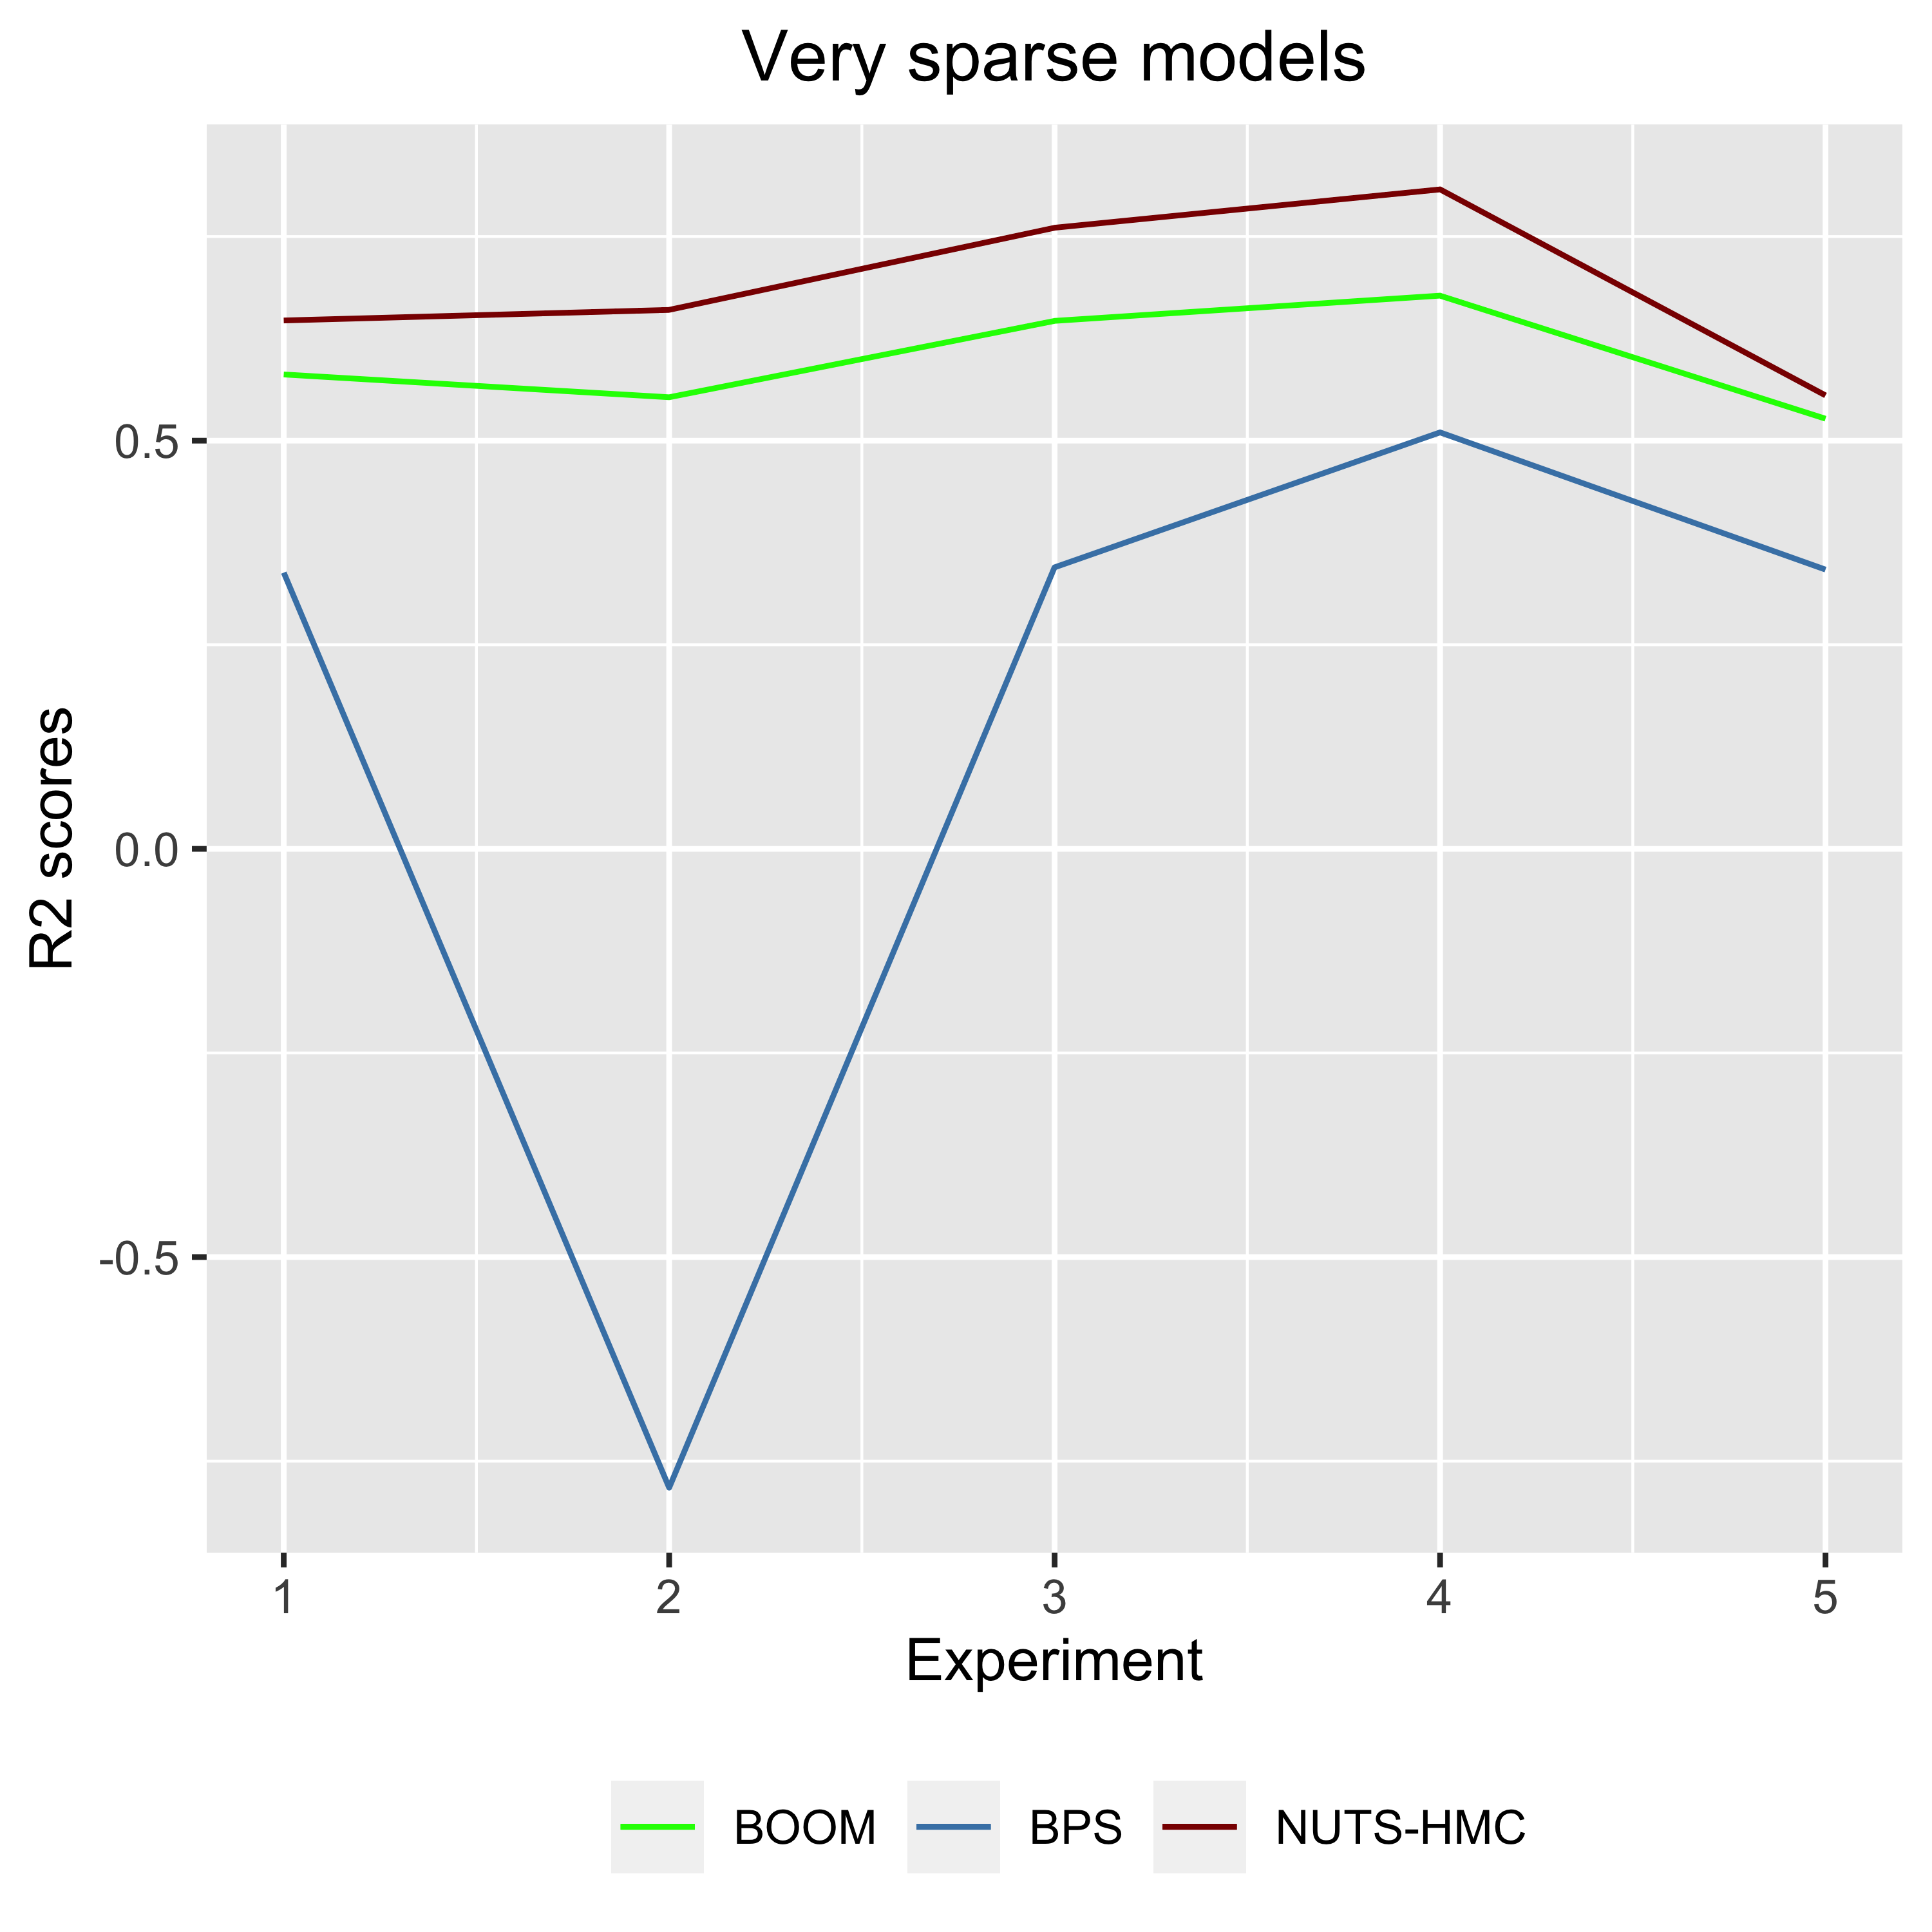 Very sparse models
R2 scores
0.5
0.0
-0.5
1 2 3 4 5
Experiment
BOOM BPS NUTS-HMC